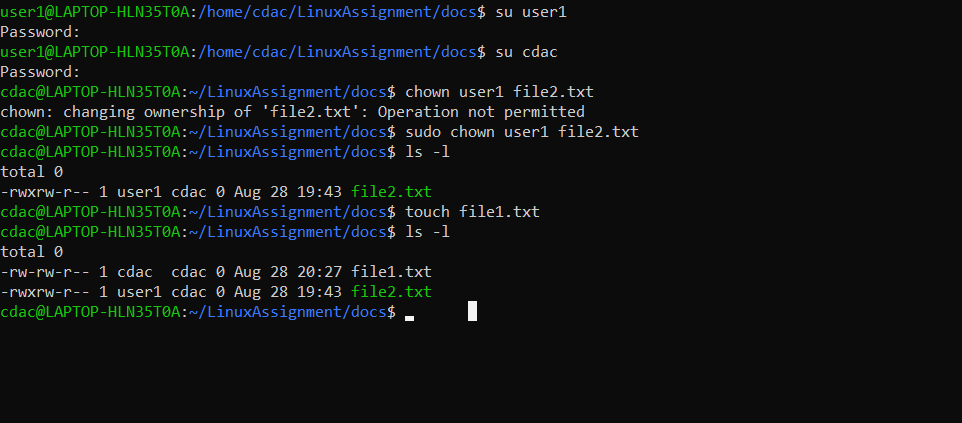 user1@LAPTOP-HLN35T0A:/home/cdac/LinuxAssignment/docs$ su user1
Password:
user1@LAPTOP-HLN35T0A:/home/cdac/LinuxAssignment/docs$ su cdac
Password:
cdac@LAPTOP-HLN35T0A:~/LinuxAssignment/docs$ chown user1 file2.txt
chown: changing ownership of 'file2.txt': Operation not permitted
cdac@LAPTOP-HLN35T0A:~/LinuxAssignment/docs$ sudo chown user1 file2.txt
cdac@LAPTOP-HLN35T0A:~/LinuxAssignment/docs$ ls -l
total 0
-rwxrw-r-- 1 user1 cdac 0 Aug 28 19:43 file2.txt
cdac@LAPTOP-HLN35T0A:~/LinuxAssignment/docs$ touch file1.txt
cdac@LAPTOP-HLN35T0A:~/LinuxAssignment/docs$ ls -l
total 0
-rw-rw-r-- 1 cdac  cdac 0 Aug 28 20:27 file1.txt
-rwxrw-r-- 1 user1 cdac 0 Aug 28 19:43 file2.txt
cdac@LAPTOP-HLN35T0A:~/LinuxAssignment/docs$